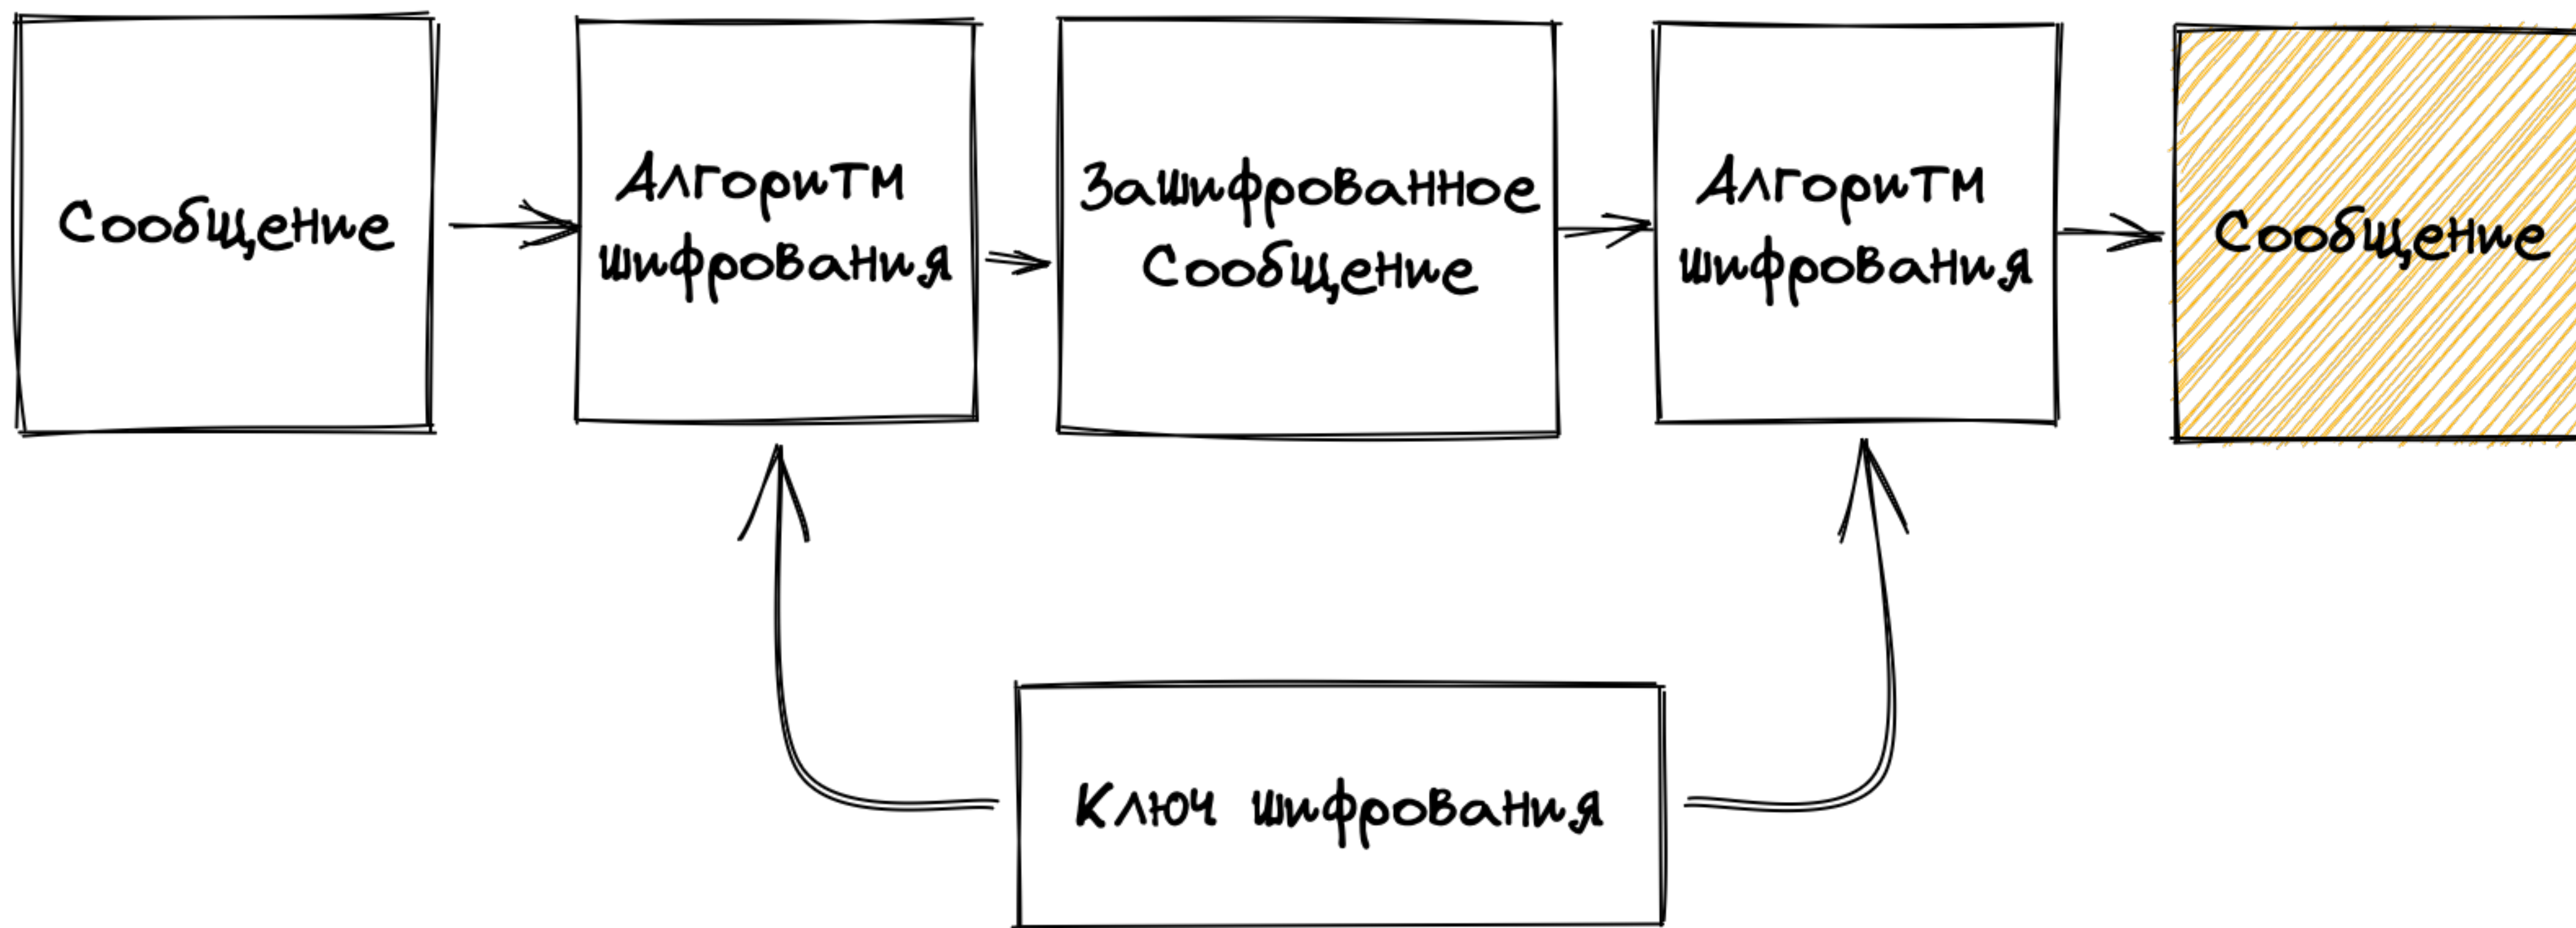 Сообщение
Алгоритм
шифрования
Зашифрованное
Сообщение
Алгоритм
шифрования
Сообщение
Ключ шифрования